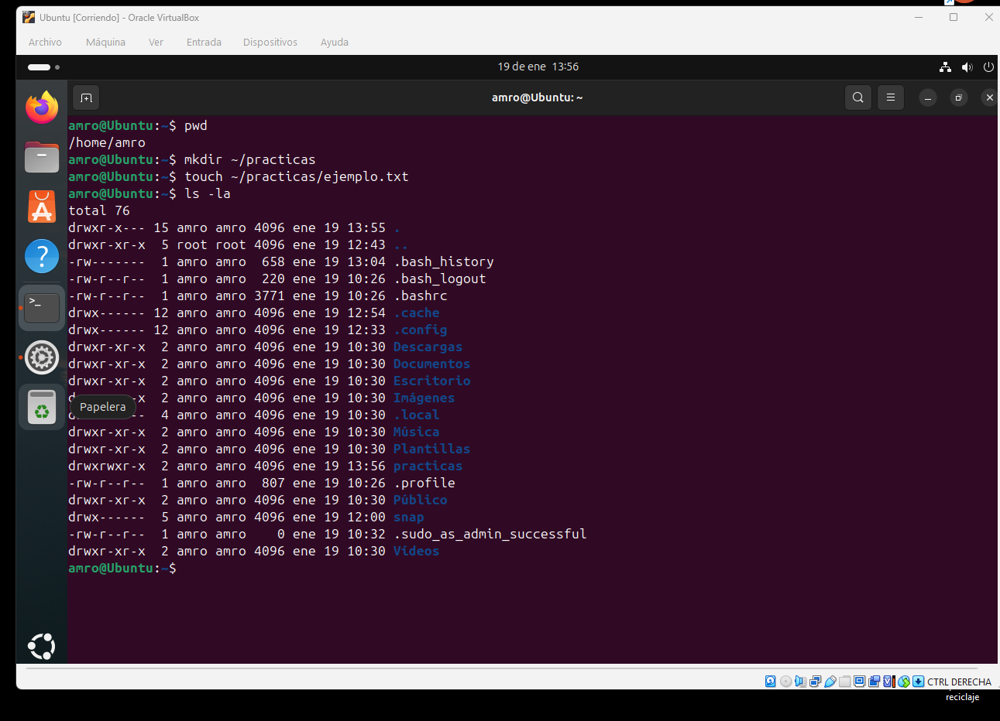 Ubuntu [Corriendo] - Oracle VirtualBox
Archivo Máquina Ver Entrada Dispositivos Ayuda
19 de ene 13:56
amro@Ubuntu: ~
amro@Ubuntu:~$ pwd
/home/amro
amro@Ubuntu:~$ mkdir ~/practicas
amro@Ubuntu:~$ touch ~/practicas/ejemplo.txt
amro@Ubuntu:~$ ls -la
total 76
drwxr-x--- 15 amro amro 4096 ene 19 13:55 .
drwxr-xr-x  5 root root 4096 ene 19 12:43 ..
-rw-------  1 amro amro  658 ene 19 13:04 .bash_history
-rw-r--r--  1 amro amro  220 ene 19 10:26 .bash_logout
-rw-r--r--  1 amro amro 3771 ene 19 10:26 .bashrc
drwx------ 12 amro amro 4096 ene 19 12:54 .cache
drwx------ 12 amro amro 4096 ene 19 12:33 .config
drwxr-xr-x  2 amro amro 4096 ene 19 10:30 Descargas
drwxr-xr-x  2 amro amro 4096 ene 19 10:30 Documentos
drwxr-xr-x  2 amro amro 4096 ene 19 10:30 Escritorio
-x  2 amro amro 4096 ene 19 10:30 Imágenes
Papelera
--  4 amro amro 4096 ene 19 10:30 .local
drwxr-xr-x  2 amro amro 4096 ene 19 10:30 Música
drwxr-xr-x  2 amro amro 4096 ene 19 10:30 Plantillas
drwxrwxr-x  2 amro amro 4096 ene 19 13:56 practicas
-rw-r--r--  1 amro amro  807 ene 19 10:26 .profile
drwxr-xr-x  2 amro amro 4096 ene 19 10:30 Público
drwx------  5 amro amro 4096 ene 19 12:00 snap
-rw-r--r--  1 amro amro    0 ene 19 10:32 .sudo_as_admin_successful
drwxr-xr-x  2 amro amro 4096 ene 19 10:30 Vídeos
amro@Ubuntu:~$
CTRL DERECHA
reciclaje